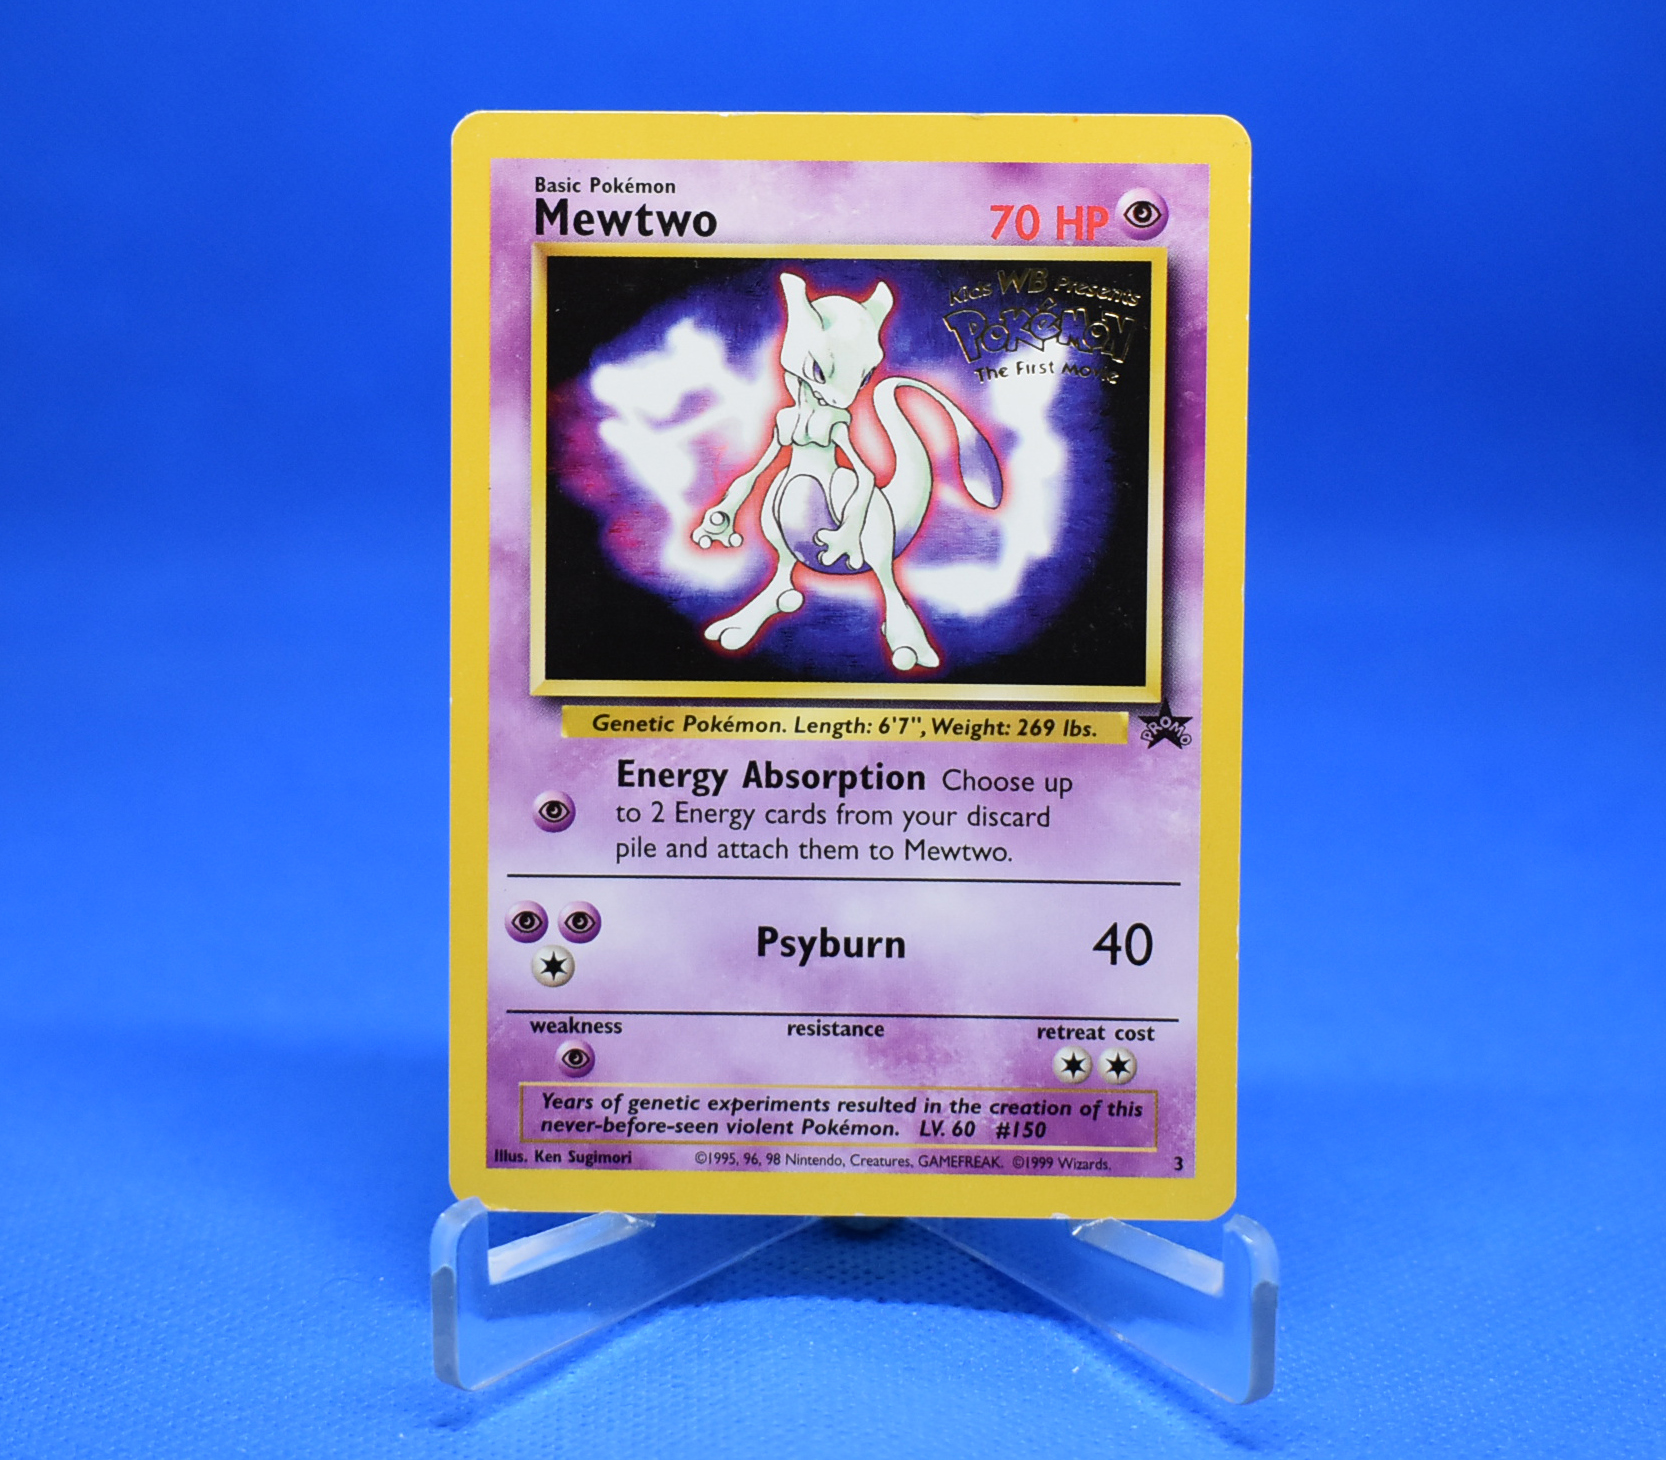 Basic Pokémon
Mewtwo
70 HP
Kids WB Presents
POKéMON
The First Movie
Genetic Pokémon. Length: 6'7", Weight: 269 lbs.
PROMO
Energy Absorption Choose up
to 2 Energy cards from your discard
pile and attach them to Mewtwo.
Psyburn 40
weakness resistance retreat cost
Years of genetic experiments resulted in the creation of this
never-before-seen violent Pokémon. LV. 60 #150
Illus. Ken Sugimori ©1995, 96, 98 Nintendo, Creatures, GAMEFREAK. ©1999 Wizards. 3